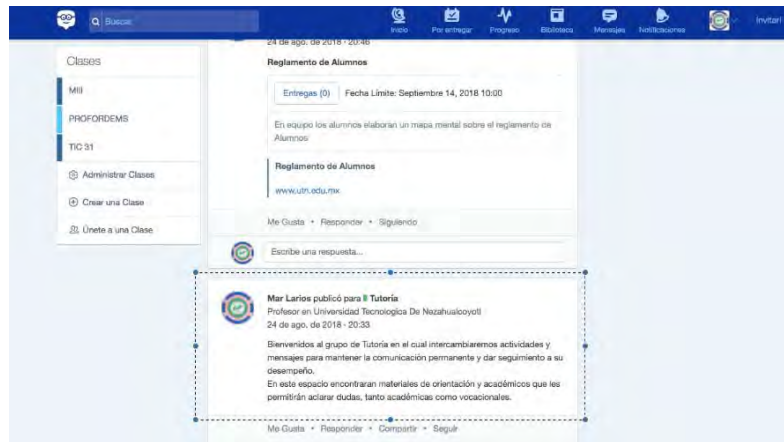 Buscar
Inicio
Por entregar
Progreso
Biblioteca
Mensajes
Notificaciones
Invitar!
Clases
MIII
PROFORDEMS
TIC 31
Administrar Clases
Crear una Clase
Únete a una Clase
24 de ago. de 2018 - 20:46
Reglamento de Alumnos
Entregas (0) Fecha Límite: Septiembre 14, 2018 10:00
En equipo los alumnos elaboran un mapa mental sobre el reglamento de
Alumnos
Reglamento de Alumnos
www.utn.edu.mx
Me Gusta • Responder • Siguiendo
Escribe una respuesta...
Mar Larios publicó para Tutoría
Profesor en Universidad Tecnologica De Nezahualcoyotl
24 de ago. de 2018 - 20:33
Bienvenidos al grupo de Tutoria en el cual intercambiaremos actividades y
mensajes para mantener la comunicación permanente y dar seguimiento a su
desempeño.
En este espacio encontraran materiales de orientación y académicos que les
permitirán aclarar dudas, tanto académicas como vocacionales.
Me Gusta • Responder • Compartir • Seguir